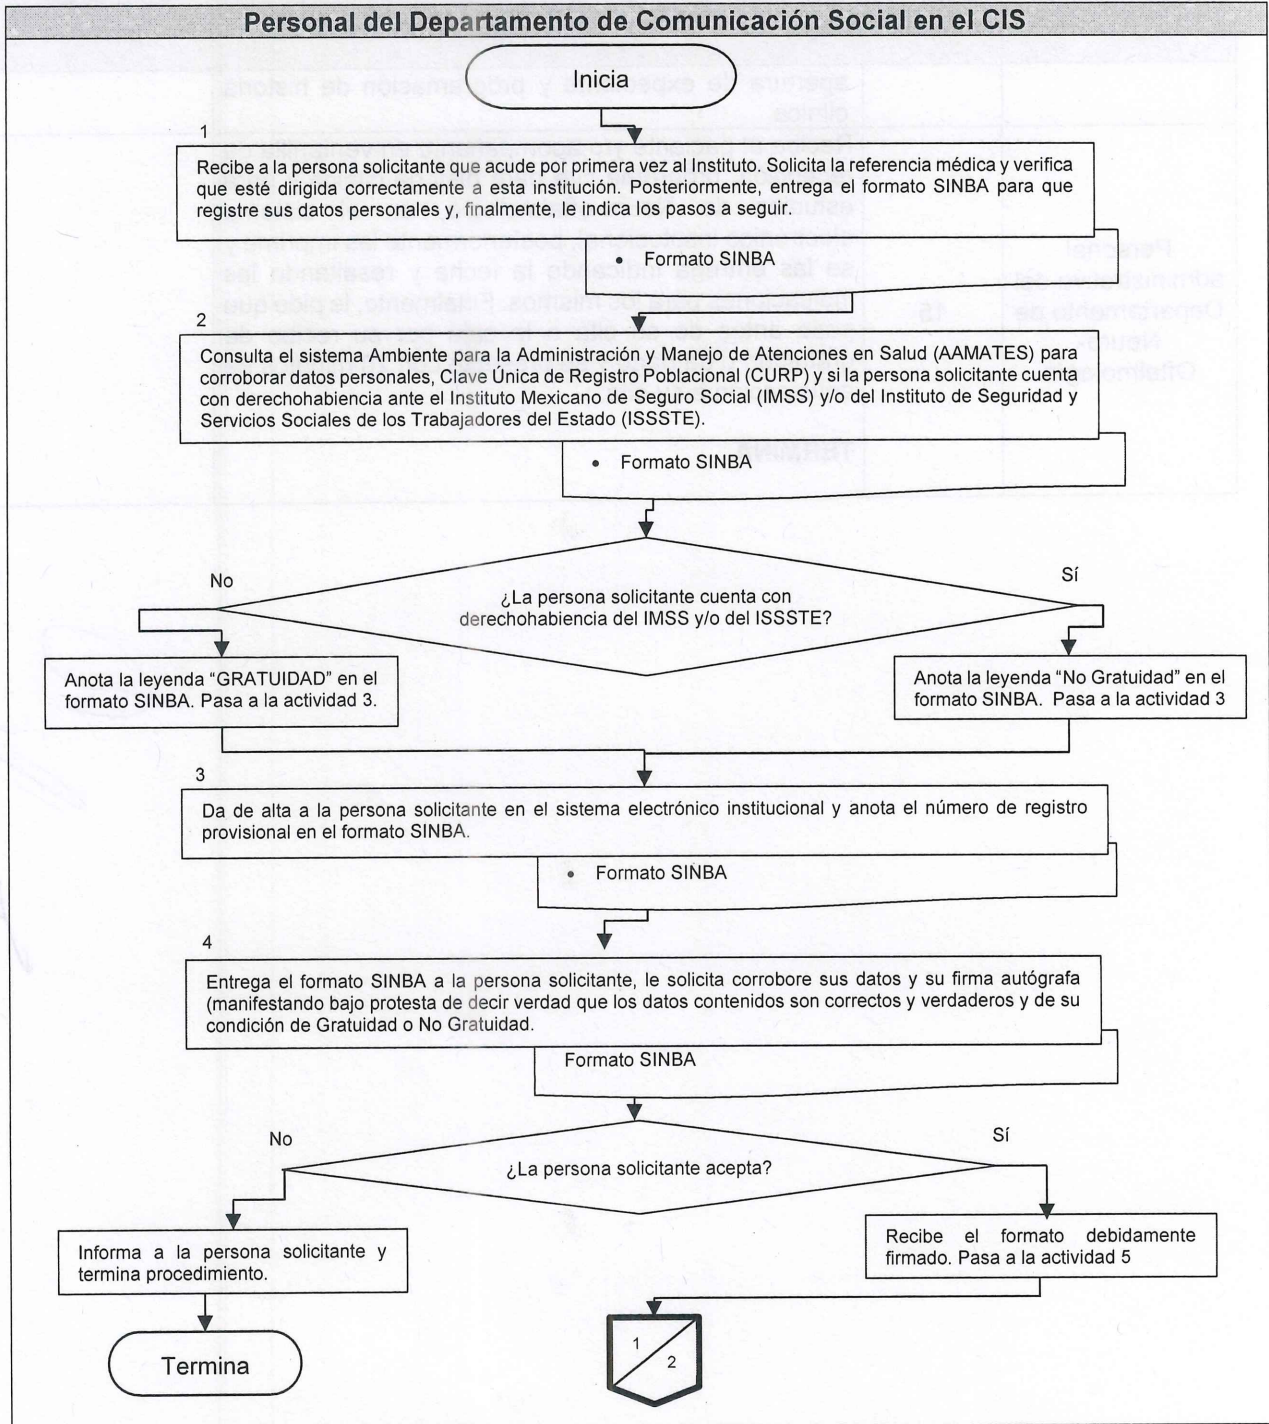 Personal del Departamento de Comunicación Social en el CIS
Inicia
1
Recibe a la persona solicitante que acude por primera vez al Instituto. Solicita la referencia médica y verifica
que esté dirigida correctamente a esta institución. Posteriormente, entrega el formato SINBA para que
registre sus datos personales y, finalmente, le indica los pasos a seguir.
• Formato SINBA
2
Consulta el sistema Ambiente para la Administración y Manejo de Atenciones en Salud (AAMATES) para
corroborar datos personales, Clave Única de Registro Poblacional (CURP) y si la persona solicitante cuenta
con derechohabiencia ante el Instituto Mexicano de Seguro Social (IMSS) y/o del Instituto de Seguridad y
Servicios Sociales de los Trabajadores del Estado (ISSSTE).
• Formato SINBA
No
Sí
¿La persona solicitante cuenta con
derechohabiencia del IMSS y/o del ISSSTE?
Anota la leyenda “GRATUIDAD” en el
formato SINBA. Pasa a la actividad 3.
Anota la leyenda “No Gratuidad” en el
formato SINBA. Pasa a la actividad 3
3
Da de alta a la persona solicitante en el sistema electrónico institucional y anota el número de registro
provisional en el formato SINBA.
• Formato SINBA
4
Entrega el formato SINBA a la persona solicitante, le solicita corrobore sus datos y su firma autógrafa
(manifestando bajo protesta de decir verdad que los datos contenidos son correctos y verdaderos y de su
condición de Gratuidad o No Gratuidad.
Formato SINBA
No
Sí
¿La persona solicitante acepta?
Informa a la persona solicitante y
termina procedimiento.
Recibe el formato debidamente
firmado. Pasa a la actividad 5
Termina
1
2